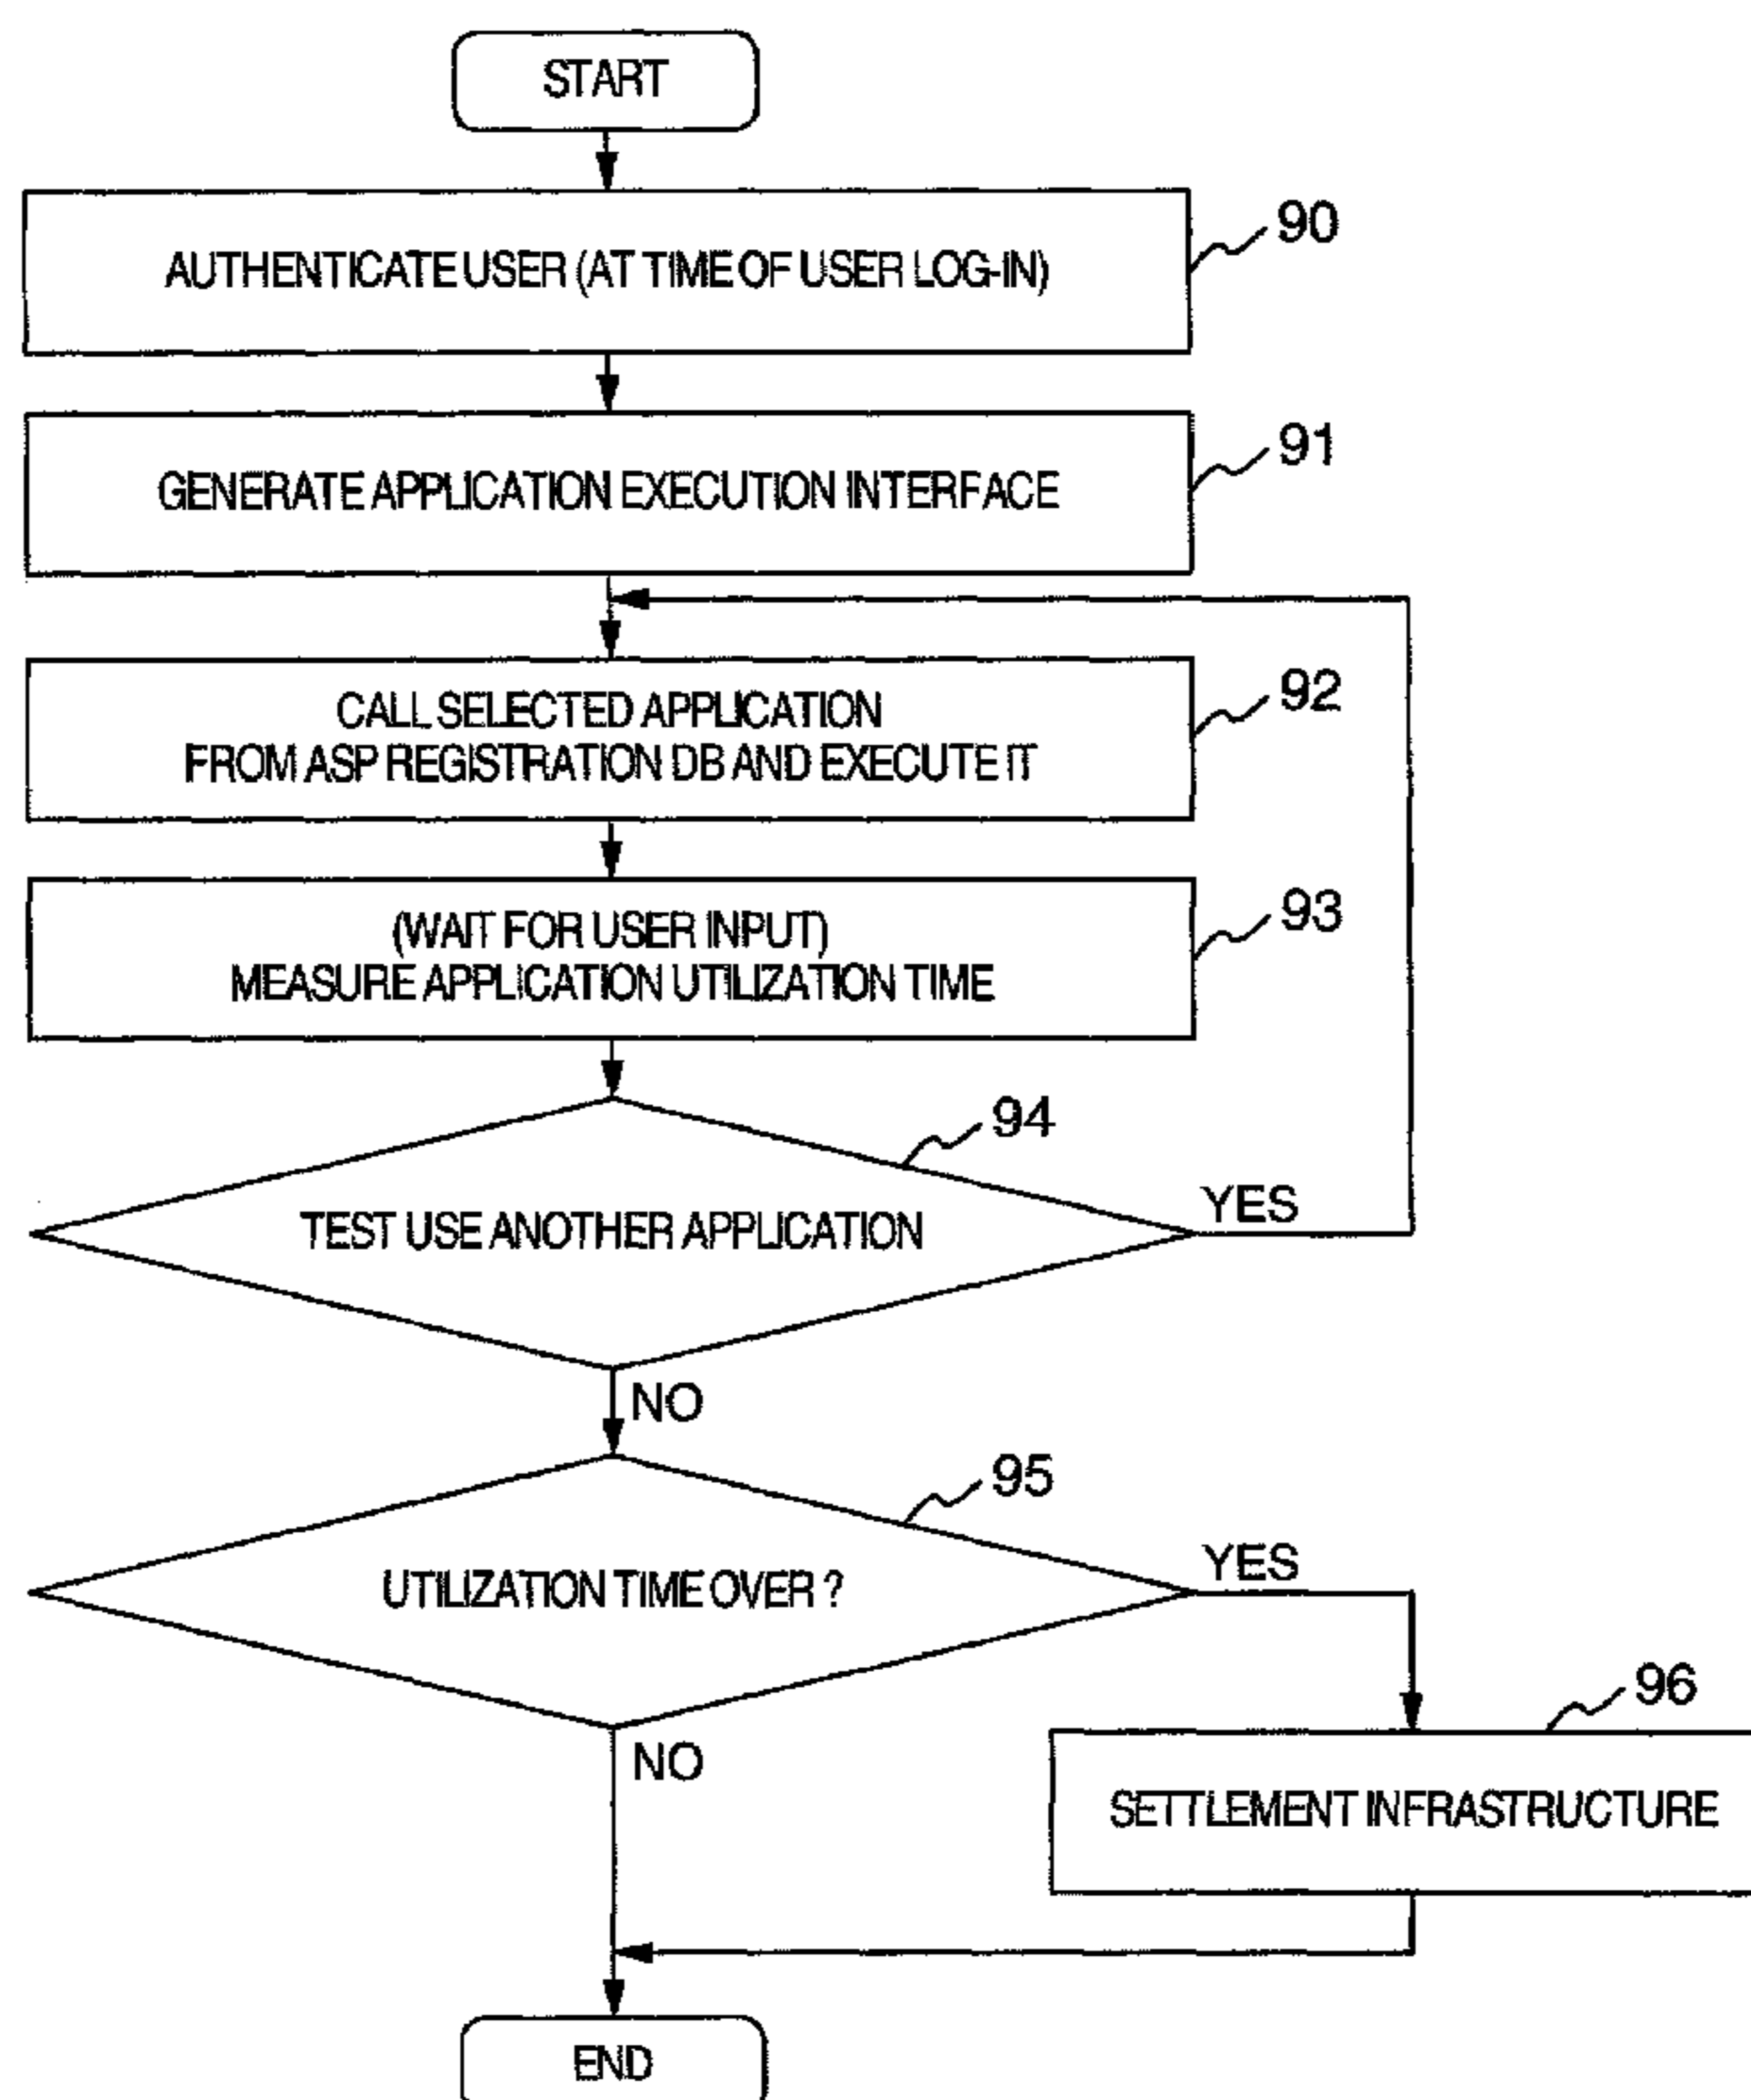 START
90
AUTHENTICATE USER (AT TIME OF USER LOG-IN)
91
GENERATE APPLICATION EXECUTION INTERFACE
92
CALL SELECTED APPLICATION
FROM ASP REGISTRATION DB AND EXECUTE IT
93
(WAIT FOR USER INPUT)
MEASURE APPLICATION UTILIZATION TIME
94
YES
TEST USE ANOTHER APPLICATION
NO
95
YES
UTILIZATION TIME OVER ?
96
NO
SETTLEMENT INFRASTRUCTURE
END